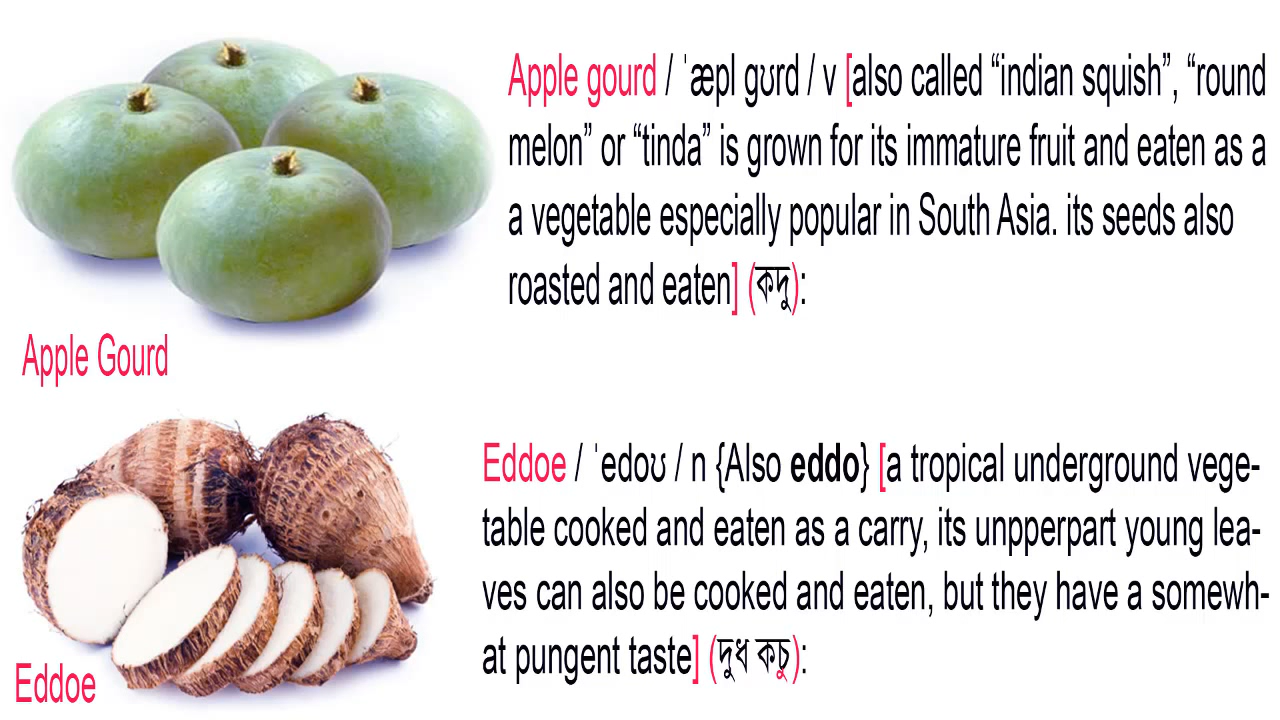 Apple gourd / ˈæpl gʊrd / v [also called “indian squish”, “round
melon” or “tinda” is grown for its immature fruit and eaten as a
a vegetable especially popular in South Asia. its seeds also
roasted and eaten] (কদু):
Apple Gourd
Eddoe / ˈedoʊ / n {Also eddo} [a tropical underground vege-
table cooked and eaten as a carry, its unpperpart young lea-
ves can also be cooked and eaten, but they have a somewh-
at pungent taste] (দুধ কচু):
Eddoe